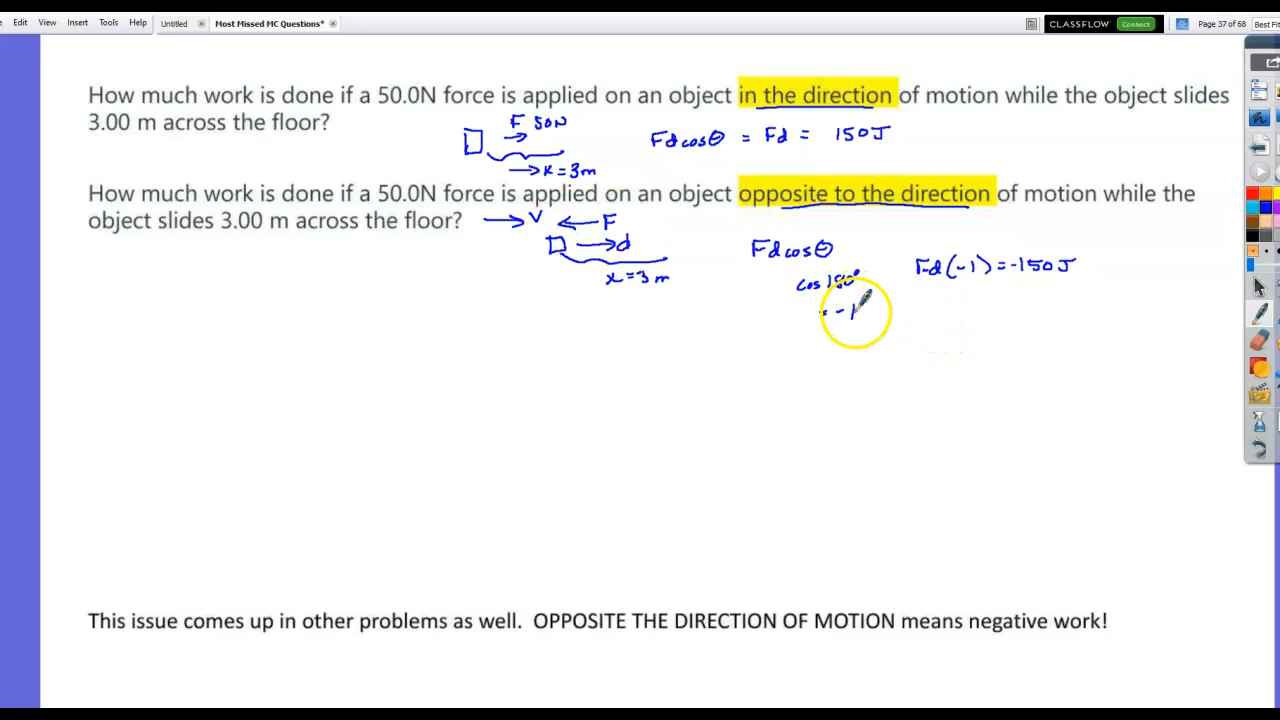 Edit View Insert Tools Help Untitled Most Missed MC Questions* CLASSFLOW Connect Page 37 of 68 Best Fit
How much work is done if a 50.0N force is applied on an object in the direction of motion while the object slides
3.00 m across the floor?
F 50N
Fdcosθ = Fd = 150J
x = 3m
How much work is done if a 50.0N force is applied on an object opposite to the direction of motion while the
object slides 3.00 m across the floor?
V F
d
x = 3 m
Fdcosθ
cos 180°
= -1
Fd(-1) = -150J
This issue comes up in other problems as well. OPPOSITE THE DIRECTION OF MOTION means negative work!